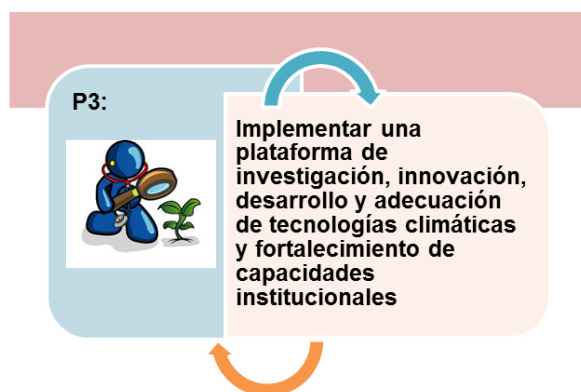 P3:
Implementar una
plataforma de
investigación, innovación,
desarrollo y adecuación
de tecnologías climáticas
y fortalecimiento de
capacidades
institucionales